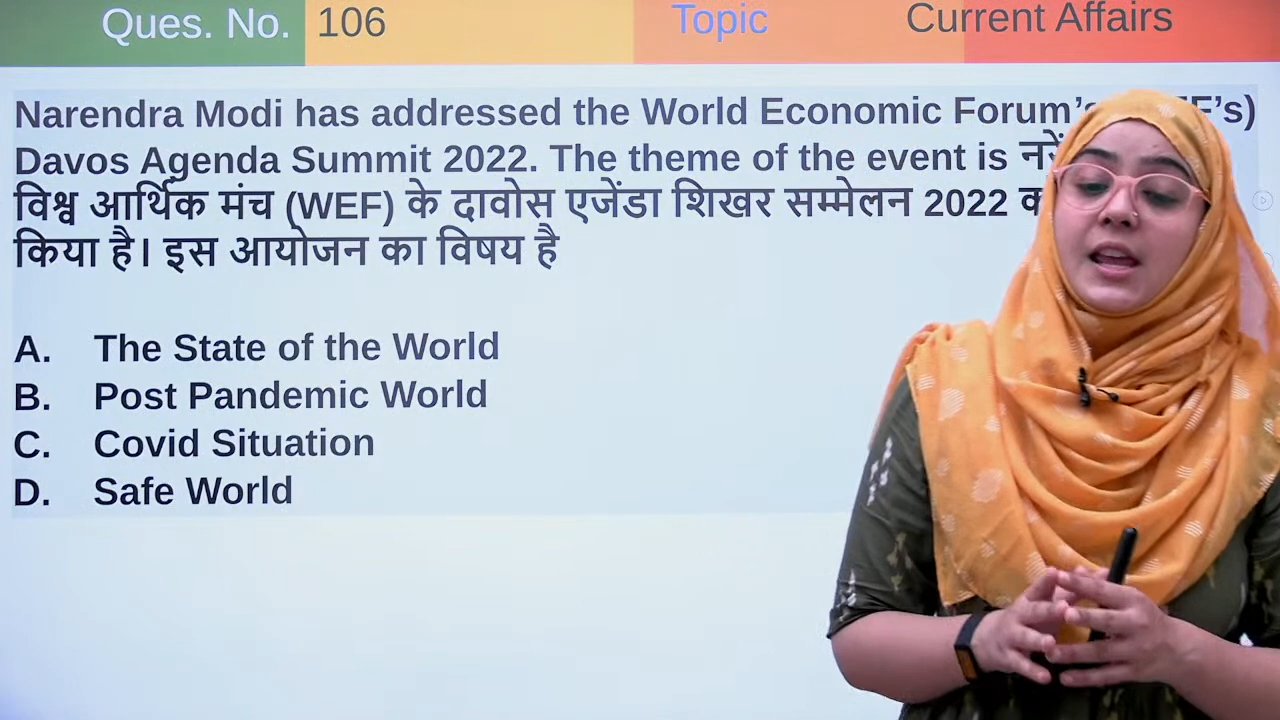 Ques. No. 106 Topic Current Affairs
Narendra Modi has addressed the World Economic Forum's
Davos Agenda Summit 2022. The theme of the event is
विश्व आर्थिक मंच (WEF) के दावोस एजेंडा शिखर सम्मेलन 2022
किया है। इस आयोजन का विषय है
A. The State of the World
B. Post Pandemic World
C. Covid Situation
D. Safe World